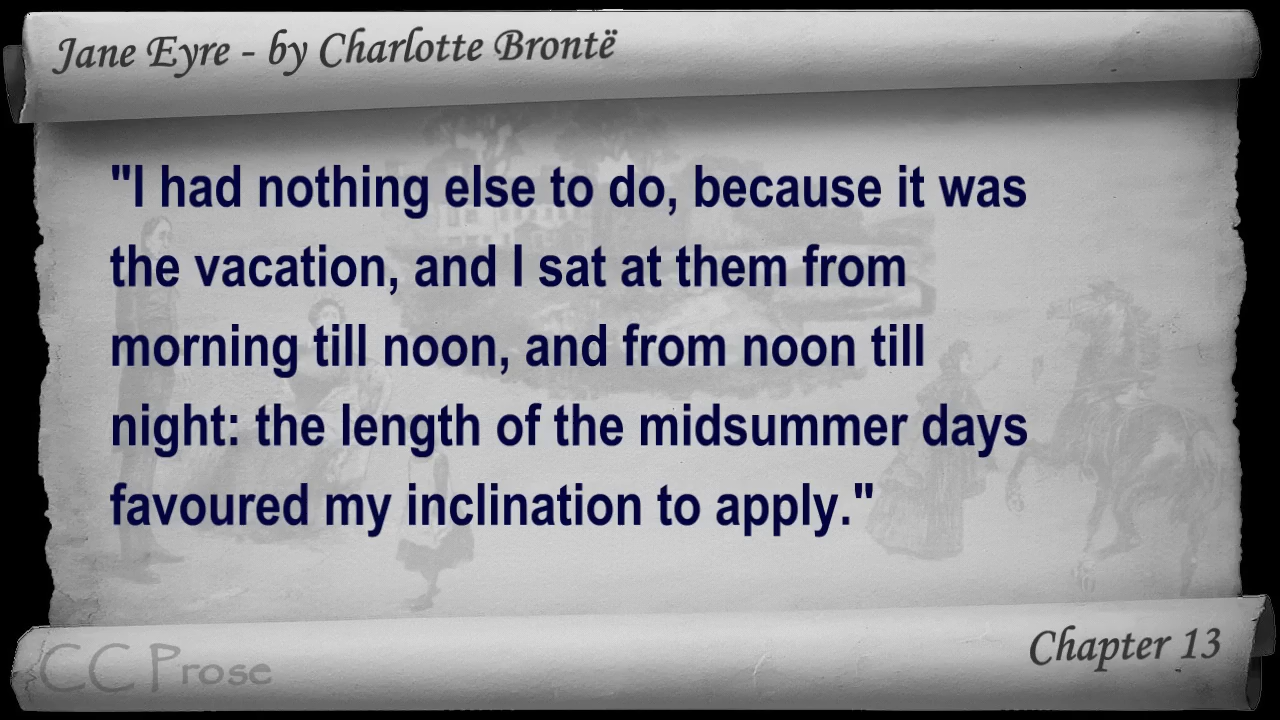 Jane Eyre - by Charlotte Brontë
"I had nothing else to do, because it was
the vacation, and I sat at them from
morning till noon, and from noon till
night: the length of the midsummer days
favoured my inclination to apply."
Chapter 13
CC Prose